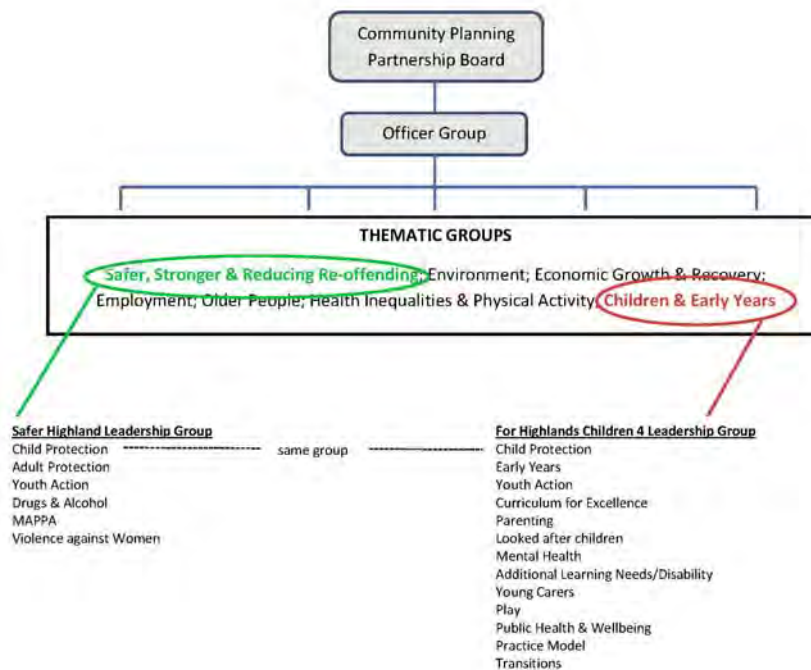 Community Planning
Partnership Board
Officer Group
THEMATIC GROUPS
Safer, Stronger & Reducing Re-offending; Environment; Economic Growth & Recovery;
Employment; Older People; Health Inequalities & Physical Activity; Children & Early Years
Safer Highland Leadership Group
Child Protection
Adult Protection
Youth Action
Drugs & Alcohol
MAPPA
Violence against Women
same group
For Highlands Children 4 Leadership Group
Child Protection
Early Years
Youth Action
Curriculum for Excellence
Parenting
Looked after children
Mental Health
Additional Learning Needs/Disability
Young Carers
Play
Public Health & Wellbeing
Practice Model
Transitions